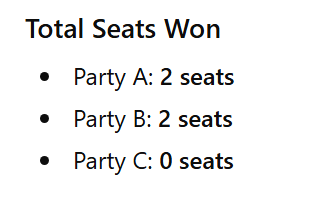 Total Seats Won
• Party A: 2 seats
• Party B: 2 seats
• Party C: 0 seats